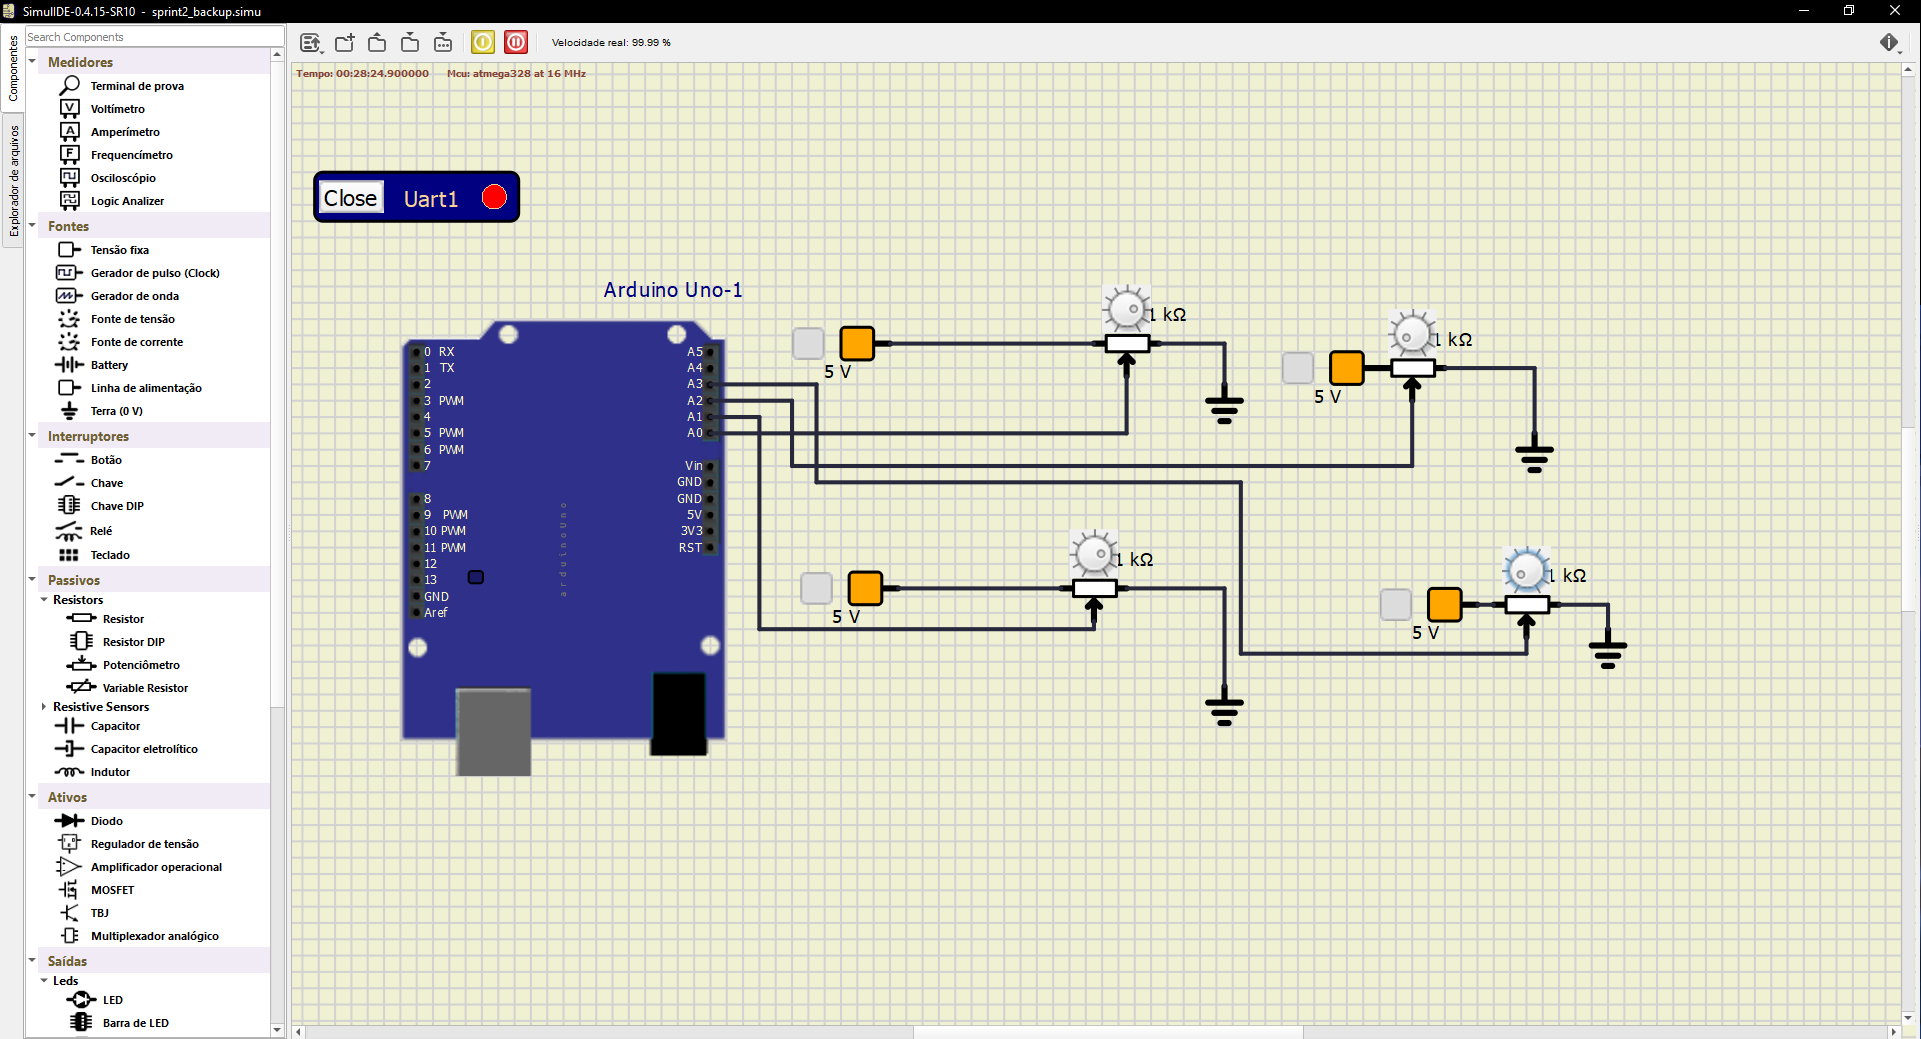 SimulIDE-0.4.15-SR10 - sprint2_backup.simu
Componentes
Explorador de arquivos
Search Components
Medidores
Terminal de prova
Voltímetro
Amperímetro
Frequencímetro
Osciloscópio
Logic Analizer
Fontes
Tensão fixa
Gerador de pulso (Clock)
Gerador de onda
Fonte de tensão
Fonte de corrente
Battery
Linha de alimentação
Terra (0 V)
Interruptores
Botão
Chave
Chave DIP
Relé
Teclado
Passivos
Resistors
Resistor
Resistor DIP
Potenciômetro
Variable Resistor
Resistive Sensors
Capacitor
Capacitor eletrolítico
Indutor
Ativos
Diodo
Regulador de tensão
Amplificador operacional
MOSFET
TBJ
Multiplexador analógico
Saídas
Leds
LED
Barra de LED
Velocidade real: 99.99 %
Tempo: 00:28:24.900000 Mcu: atmega328 at 16 MHz
Close Uart1
Arduino Uno-1
0 RX
1 TX
2
3 PWM
4
5 PWM
6 PWM
7
8
9 PWM
10 PWM
11 PWM
12
13
GND
Aref
A5
A4
A3
A2
A1
A0
Vin
GND
GND
5V
3V3
RST
arduinoUno
5 V
1 kΩ
5 V
1 kΩ
5 V
1 kΩ
5 V
1 kΩ